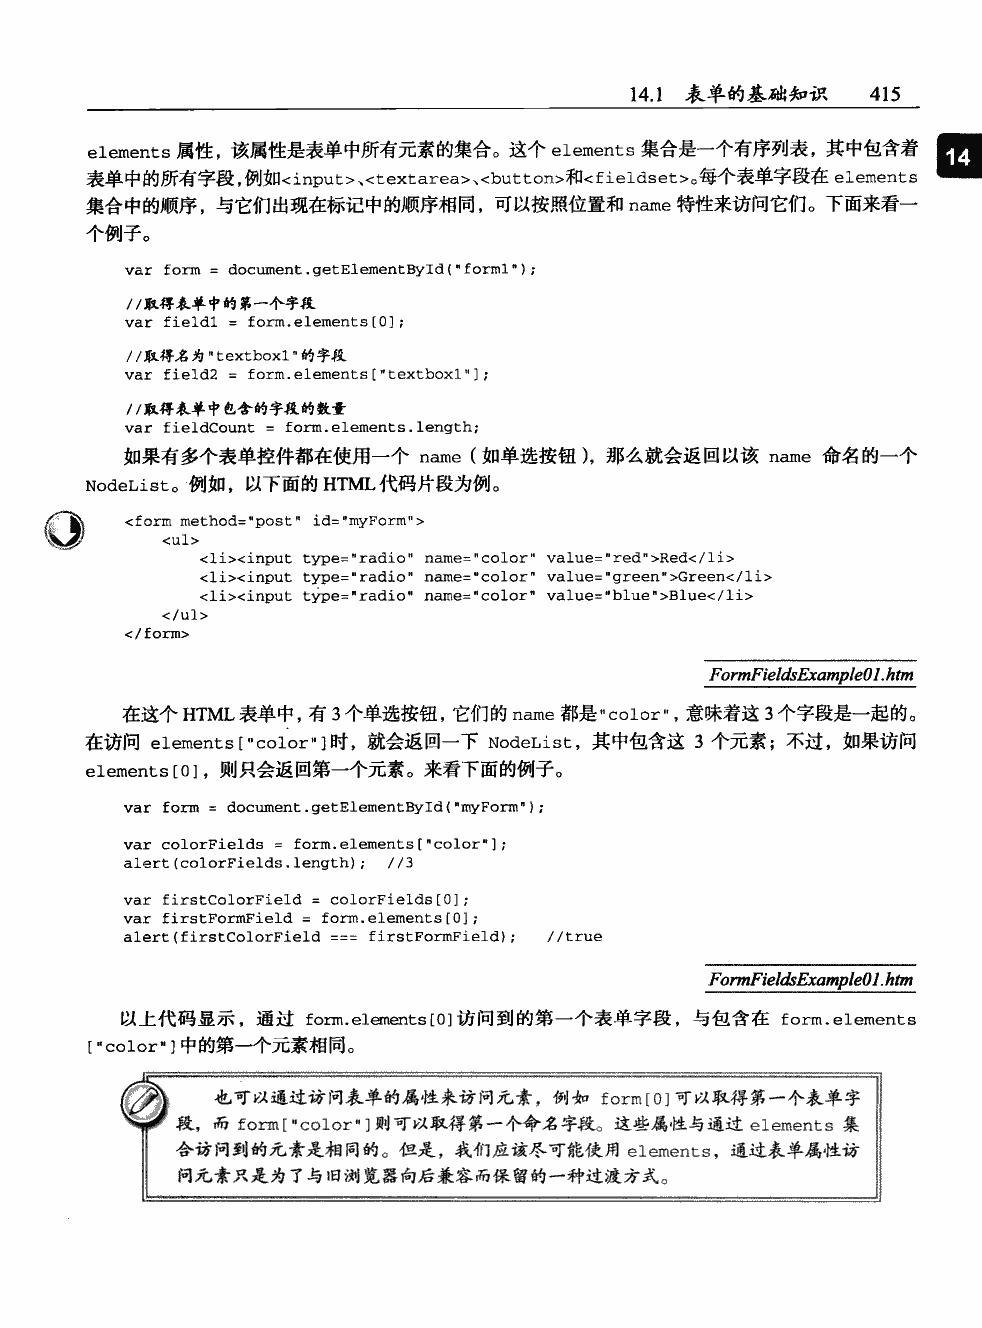 14.1 表单的基础知识 415
14
elements 属性，该属性是表单中所有元素的集合。这个 elements 集合是一个有序列表，其中包含着
表单中的所有字段，例如<input>、<textarea>、<button>和<fieldset>。每个表单字段在 elements
集合中的顺序，与它们出现在标记中的顺序相同，可以按照位置和 name 特性来访问它们。下面来看一
个例子。
var form = document.getElementById("form1");
//取得表单中的第一个字段
var field1 = form.elements[0];
//取得名为"textbox1"的字段
var field2 = form.elements["textbox1"];
//取得表单中包含的字段的数量
var fieldCount = form.elements.length;
如果有多个表单控件都在使用一个 name（如单选按钮），那么就会返回以该 name 命名的一个
NodeList。例如，以下面的 HTML 代码片段为例。
<form method="post" id="myForm">
<ul>
<li><input type="radio" name="color" value="red">Red</li>
<li><input type="radio" name="color" value="green">Green</li>
<li><input type="radio" name="color" value="blue">Blue</li>
</ul>
</form>
FormFieldsExample01.htm
在这个 HTML 表单中，有 3 个单选按钮，它们的 name 都是"color"，意味着这 3 个字段是一起的。
在访问 elements["color"]时，就会返回一下 NodeList，其中包含这 3 个元素；不过，如果访问
elements[0]，则只会返回第一个元素。来看下面的例子。
var form = document.getElementById("myForm");
var colorFields = form.elements["color"];
alert(colorFields.length); //3
var firstColorField = colorFields[0];
var firstFormField = form.elements[0];
alert(firstColorField === firstFormField); //true
FormFieldsExample01.htm
以上代码显示，通过 form.elements[0]访问到的第一个表单字段，与包含在 form.elements
["color"]中的第一个元素相同。
也可以通过访问表单的属性来访问元素，例如 form[0]可以取得第一个表单字
段，而 form["color"]则可以取得第一个命名字段。这些属性与通过 elements 集
合访问到的元素是相同的。但是，我们应该尽可能使用 elements，通过表单属性访
问元素只是为了与旧浏览器向后兼容而保留的一种过渡方式。